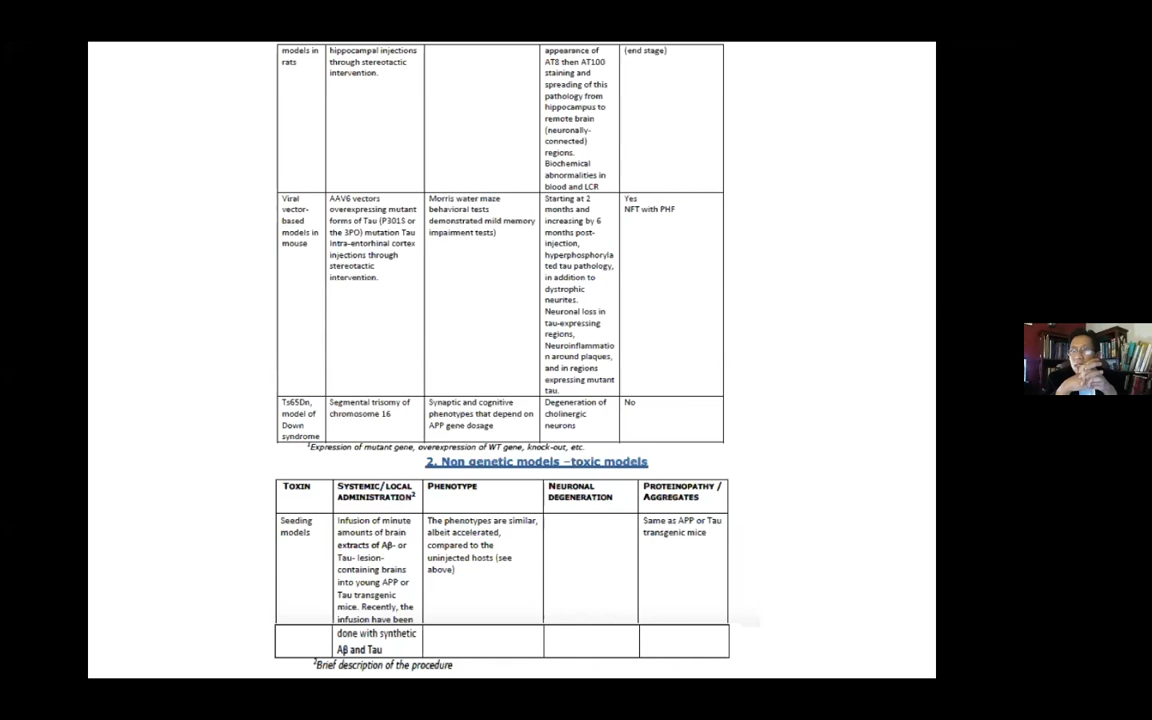 models in
rats
hippocampal injections
through stereotactic
intervention.
appearance of
AT8 then AT100
staining and
spreading of this
pathology from
hippocampus to
remote brain
(neuronally-
connected)
regions.
Biochemical
abnormalities in
blood and LCR
(end stage)
Viral
vector-
based
models in
mouse
AAV6 vectors
overexpressing mutant
forms of Tau (P301S or
the 3PO) mutation Tau
Intra-entorhinal cortex
injections through
stereotactic
intervention.
Morris water maze
behavioral tests
demonstrated mild memory
impairment tests)
Starting at 2
months and
increasing by 6
months post-
injection,
hyperphosphoryla
ted tau pathology,
in addition to
dystrophic
neurites.
Neuronal loss in
tau-expressing
regions,
Neuroinflammatio
n around plaques,
and in regions
expressing mutant
tau.
Yes
NFT with PHF
Ts65Dn,
model of
Down
syndrome
Segmental trisomy of
chromosome 16
Synaptic and cognitive
phenotypes that depend on
APP gene dosage
Degeneration of
cholinergic
neurons
No
¹Expression of mutant gene, overexpression of WT gene, knock-out, etc.
2. Non genetic models –toxic models
TOXIN
SYSTEMIC/LOCAL
ADMINISTRATION²
PHENOTYPE
NEURONAL
DEGENERATION
PROTEINOPATHY /
AGGREGATES
Seeding
models
Infusion of minute
amounts of brain
extracts of Aβ- or
Tau- lesion-
containing brains
into young APP or
Tau transgenic
mice. Recently, the
infusion have been
done with synthetic
Aβ and Tau
The phenotypes are similar,
albeit accelerated,
compared to the
uninjected hosts (see
above)
Same as APP or Tau
transgenic mice
²Brief description of the procedure